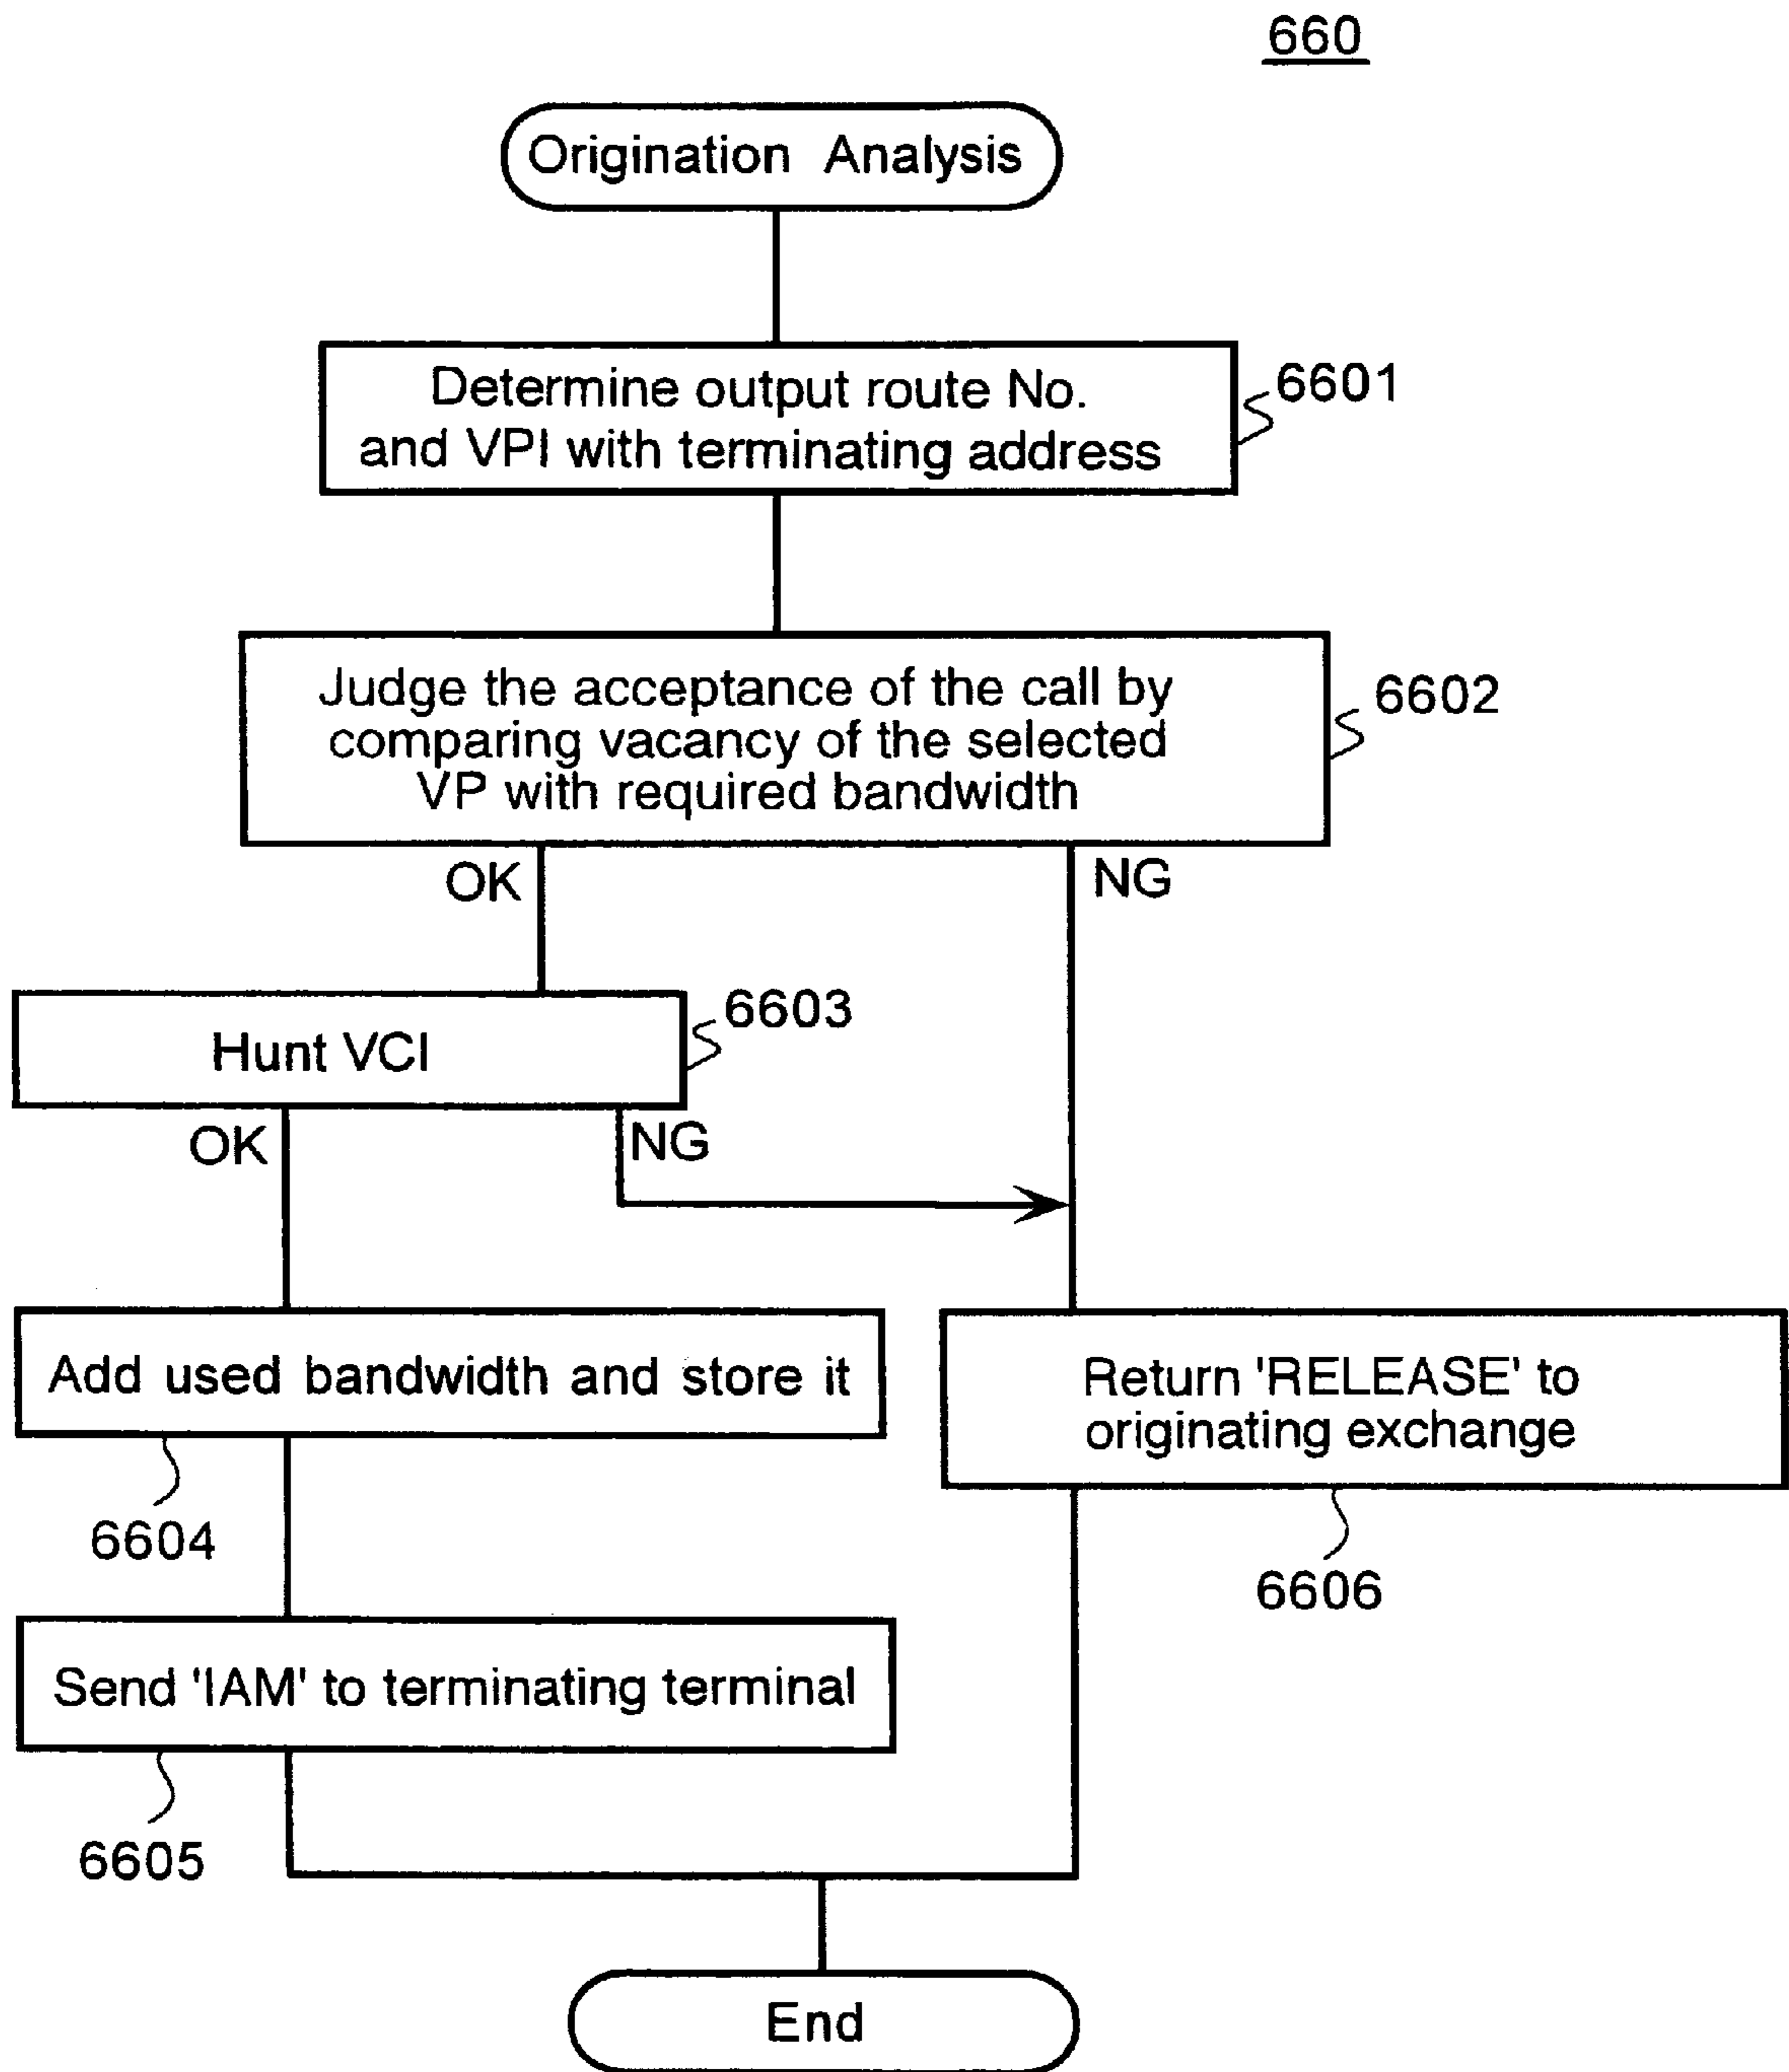 660
Origination Analysis
Determine output route No.
and VPI with terminating address
6601
Judge the acceptance of the call by
comparing vacancy of the selected
VP with required bandwidth
6602
OK
NG
Hunt VCI
6603
OK
NG
Add used bandwidth and store it
6604
Return 'RELEASE' to
originating exchange
6606
Send 'IAM' to terminating terminal
6605
End